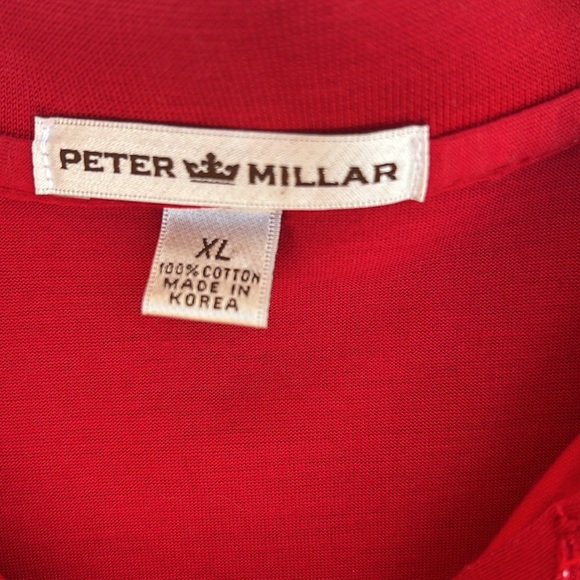 PETER MILLAR
XL
100% COTTON
MADE IN
KOREA